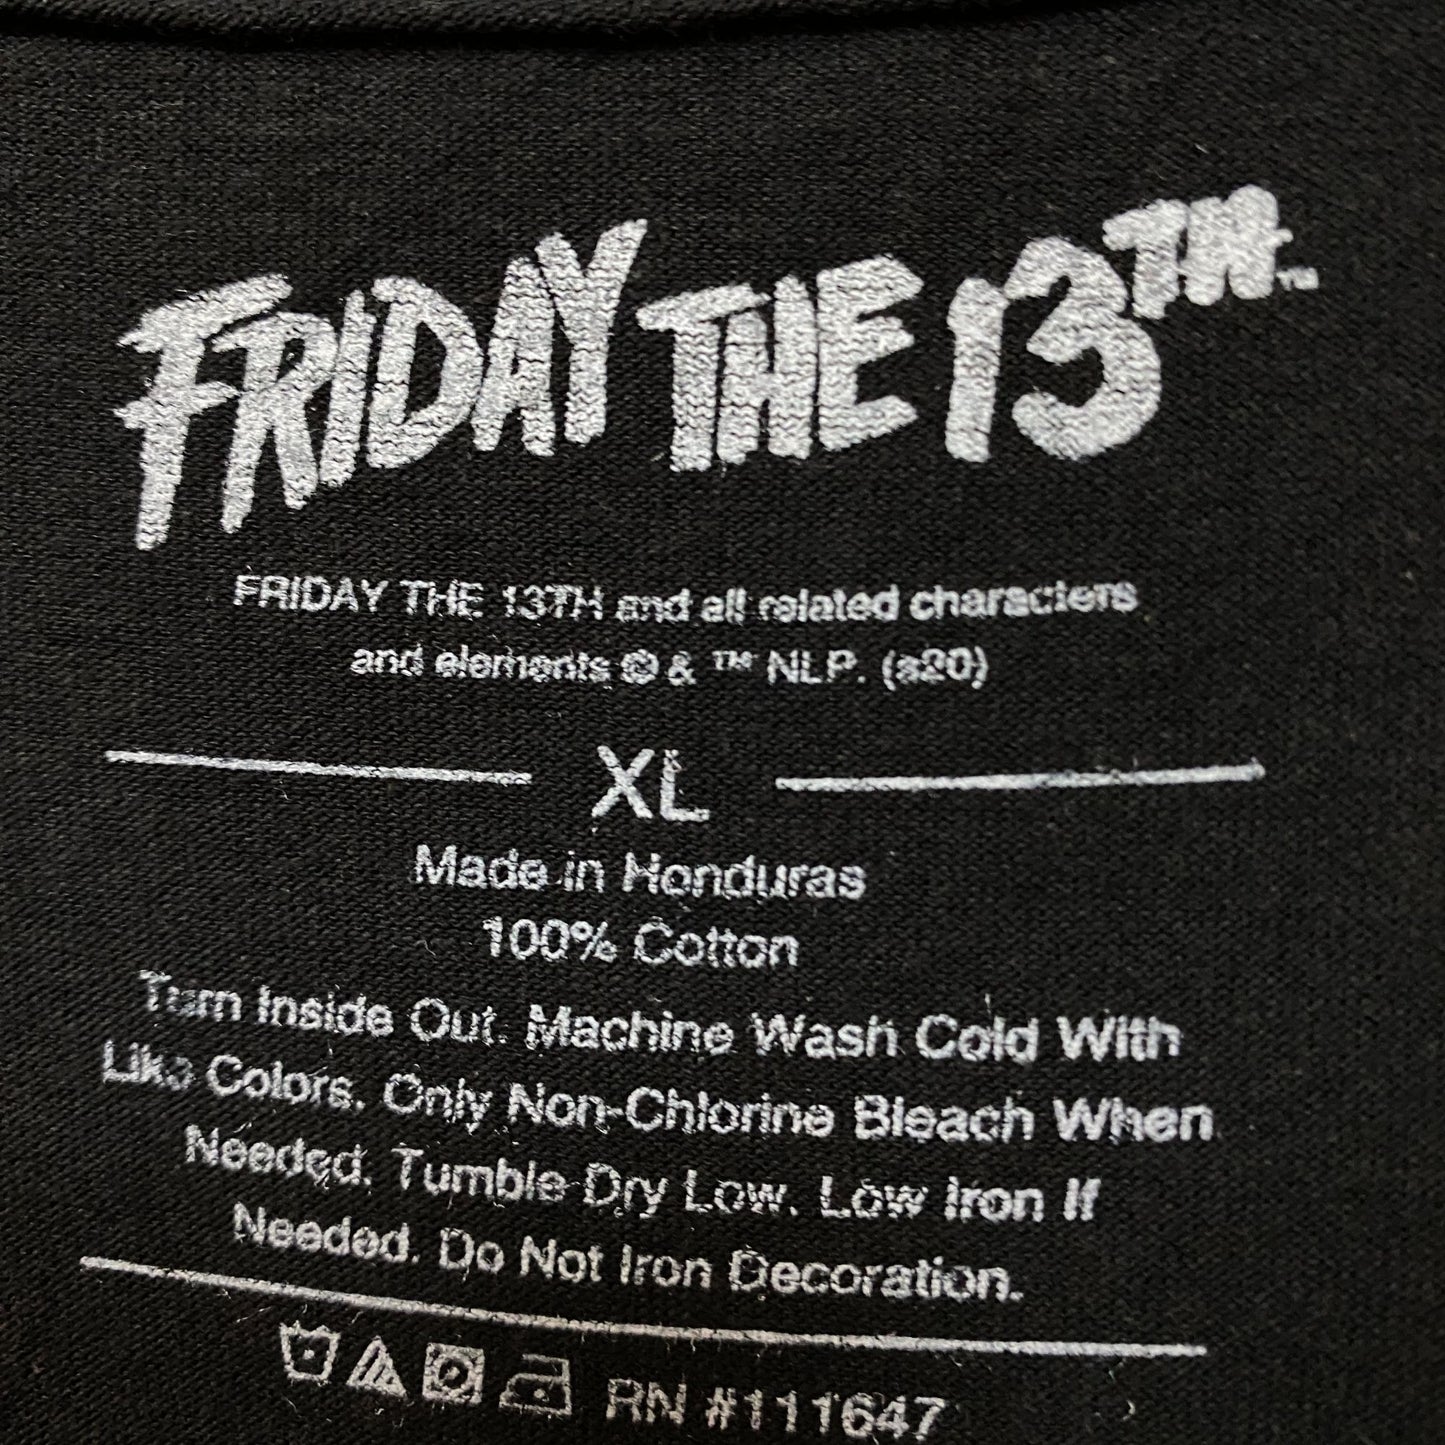 FRIDAY THE 13TH™
FRIDAY THE 13TH and all related characters
and elements © & ™ NLP. (s20)
XL
Made in Honduras
100% Cotton
Turn Inside Out. Machine Wash Cold With
Like Colors. Only Non-Chlorine Bleach When
Needed. Tumble Dry Low. Low Iron If
Needed. Do Not Iron Decoration.
RN #111647